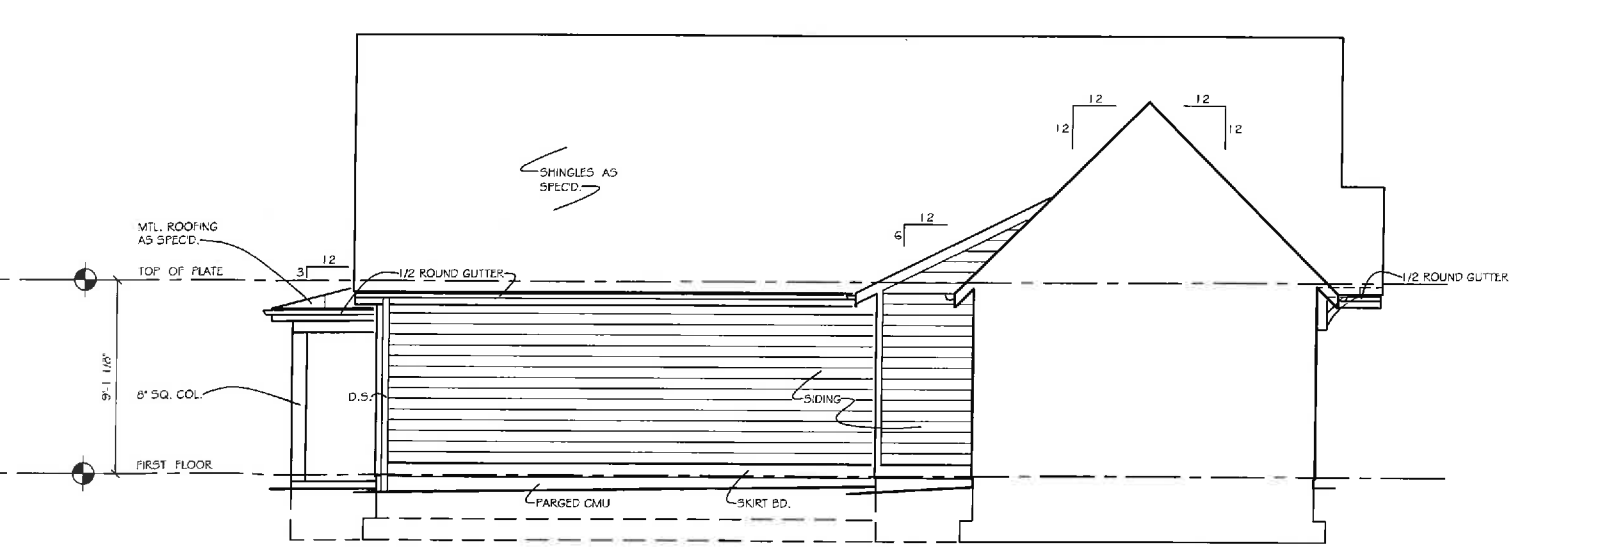 12
12
12
12
SHINGLES AS
SPEC'D.
12
6
MTL. ROOFING
AS SPEC'D.
12
3
TOP OF PLATE
1/2 ROUND GUTTER
1/2 ROUND GUTTER
9'-1 1/8"
8" SQ. COL.
D.S.
SIDING
FIRST FLOOR
PARGED CMU
SKIRT BD.